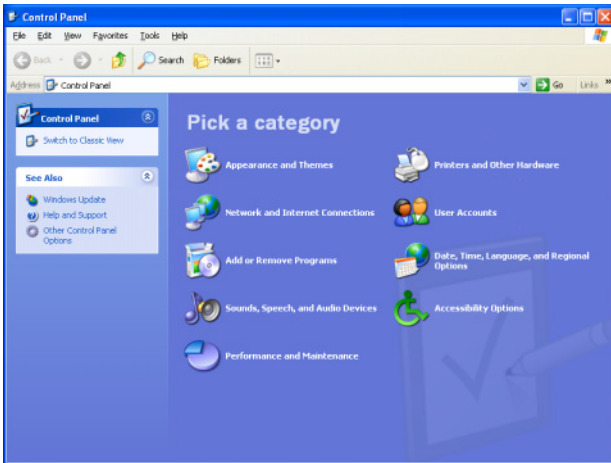 Control Panel
File Edit View Favorites Tools Help
Back Search Folders
Address Control Panel Go Links »
Control Panel
Switch to Classic View
See Also
Windows Update
Help and Support
Other Control Panel
Options
Pick a category
Appearance and Themes
Printers and Other Hardware
Network and Internet Connections
User Accounts
Add or Remove Programs
Date, Time, Language, and Regional
Options
Sounds, Speech, and Audio Devices
Accessibility Options
Performance and Maintenance